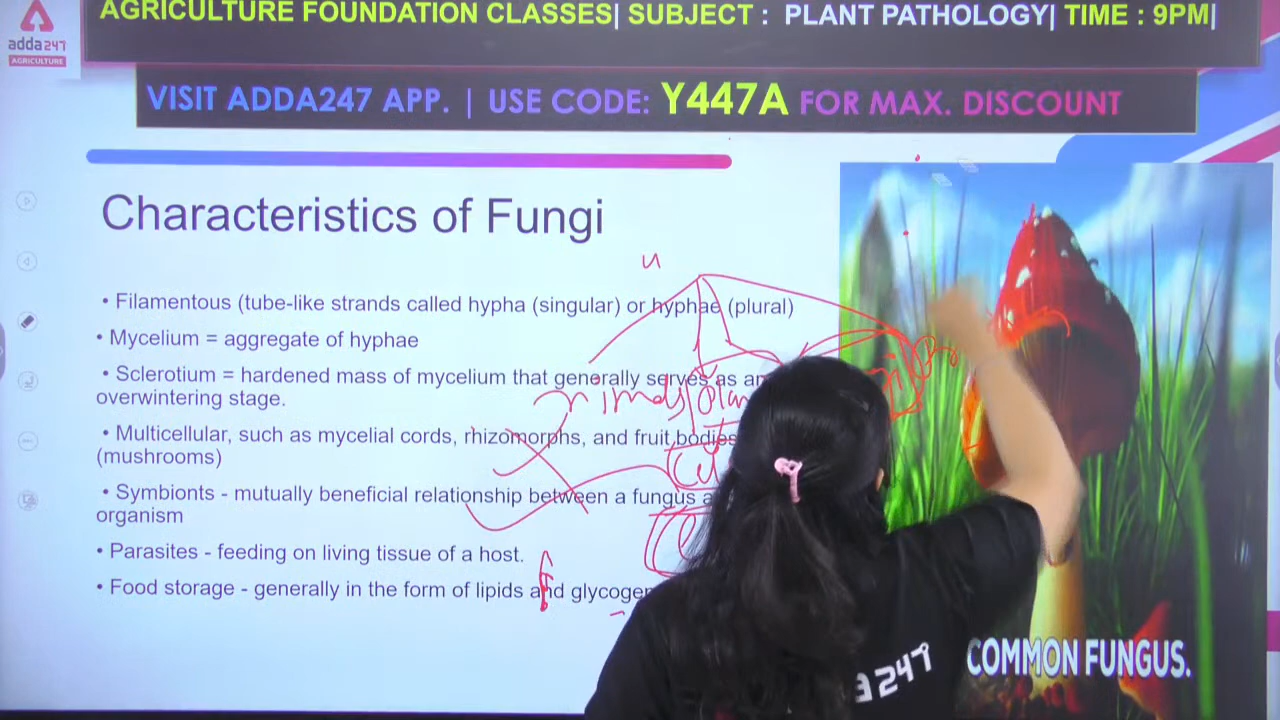 AGRICULTURE FOUNDATION CLASSES| SUBJECT : PLANT PATHOLOGY| TIME : 9PM|
adda247
AGRICULTURE
VISIT ADDA247 APP. | USE CODE: Y447A FOR MAX. DISCOUNT
Characteristics of Fungi
• Filamentous (tube-like strands called hypha (singular) or hyphae (plural)
• Mycelium = aggregate of hyphae
• Sclerotium = hardened mass of mycelium that generally serves as an
overwintering stage.
• Multicellular, such as mycelial cords, rhizomorphs, and fruit bodies
(mushrooms)
• Symbionts - mutually beneficial relationship between a fungus
organism
• Parasites - feeding on living tissue of a host.
• Food storage - generally in the form of lipids and glycogen
247
COMMON FUNGUS.